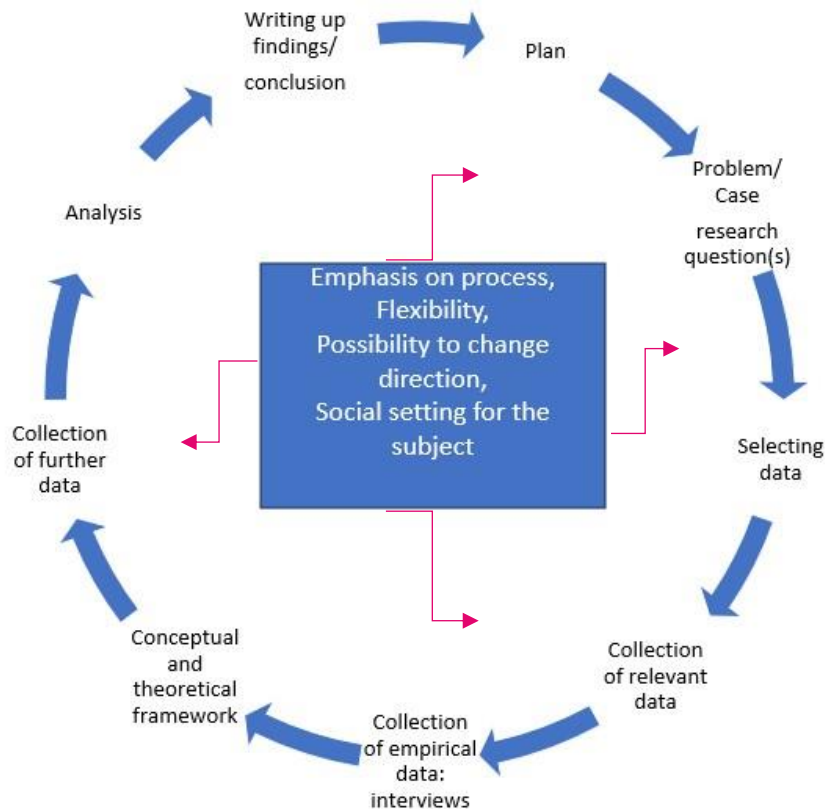 Writing up
findings/
conclusion
Plan
Problem/
Case
research
question(s)
Selecting
data
Collection
of relevant
data
Collection
of empirical
data:
interviews
Conceptual
and
theoretical
framework
Collection
of further
data
Analysis
Emphasis on process,
Flexibility,
Possibility to change
direction,
Social setting for the
subject